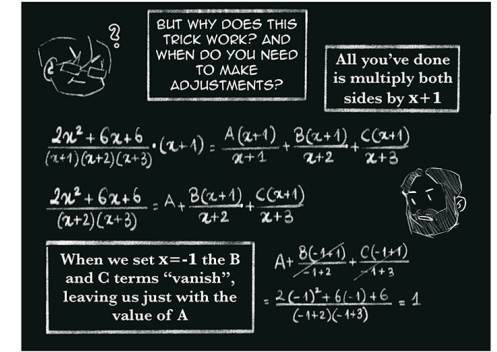 ?
BUT WHY DOES THIS
TRICK WORK? AND
WHEN DO YOU NEED
TO MAKE
ADJUSTMENTS?
All you've done
is multiply both
sides by x+1
(2x² + 6x + 6)/((x+1)(x+2)(x+3)) · (x+1) = A(x+1)/(x+1) + B(x+1)/(x+2) + C(x+1)/(x+3)
(2x² + 6x + 6)/((x+2)(x+3)) = A + B(x+1)/(x+2) + C(x+1)/(x+3)
When we set x=-1 the B
and C terms “vanish”,
leaving us just with the
value of A
A + B(-1+1)/(-1+2) + C(-1+1)/(-1+3)
= (2(-1)² + 6(-1) + 6)/((-1+2)(-1+3)) = 1